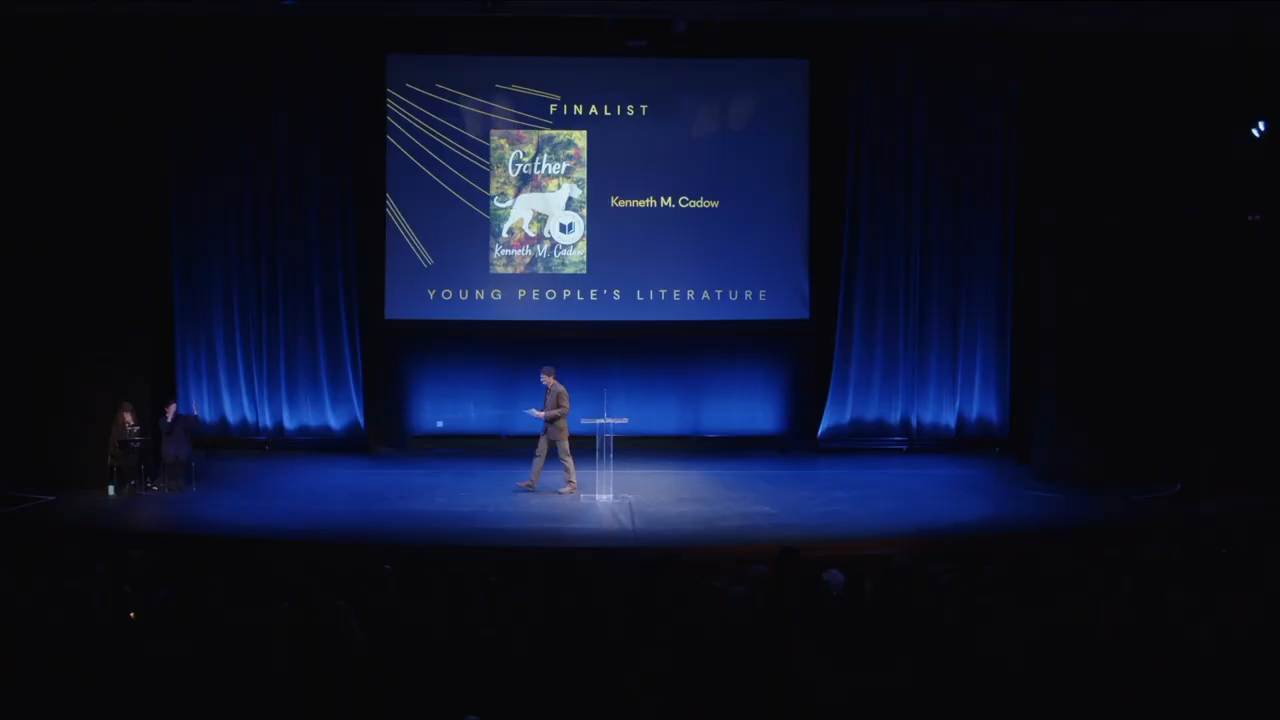 FINALIST
Gather
Kenneth M. Cadow
Kenneth M. Cadow
YOUNG PEOPLE'S LITERATURE